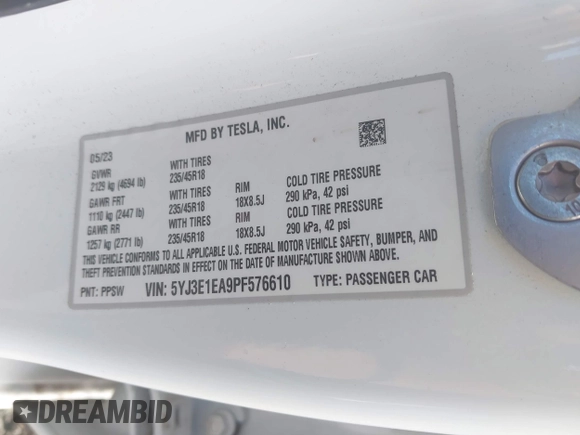 MFD BY TESLA, INC.
05/23
GVWR WITH TIRES
2129 kg (4694 lb) 235/45R18 RIM COLD TIRE PRESSURE
GAWR FRT WITH TIRES 18X8.5J 290 kPa, 42 psi
1110 kg (2447 lb) 235/45R18 RIM COLD TIRE PRESSURE
GAWR RR WITH TIRES 18X8.5J 290 kPa, 42 psi
1257 kg (2771 lb) 235/45R18
THIS VEHICLE CONFORMS TO ALL APPLICABLE U.S. FEDERAL MOTOR VEHICLE SAFETY, BUMPER, AND
THEFT PREVENTION STANDARDS IN EFFECT ON THE DATE OF MANUFACTURE SHOWN ABOVE.
PNT: PPSW VIN: 5YJ3E1EA9PF576610 TYPE: PASSENGER CAR
DREAMBID